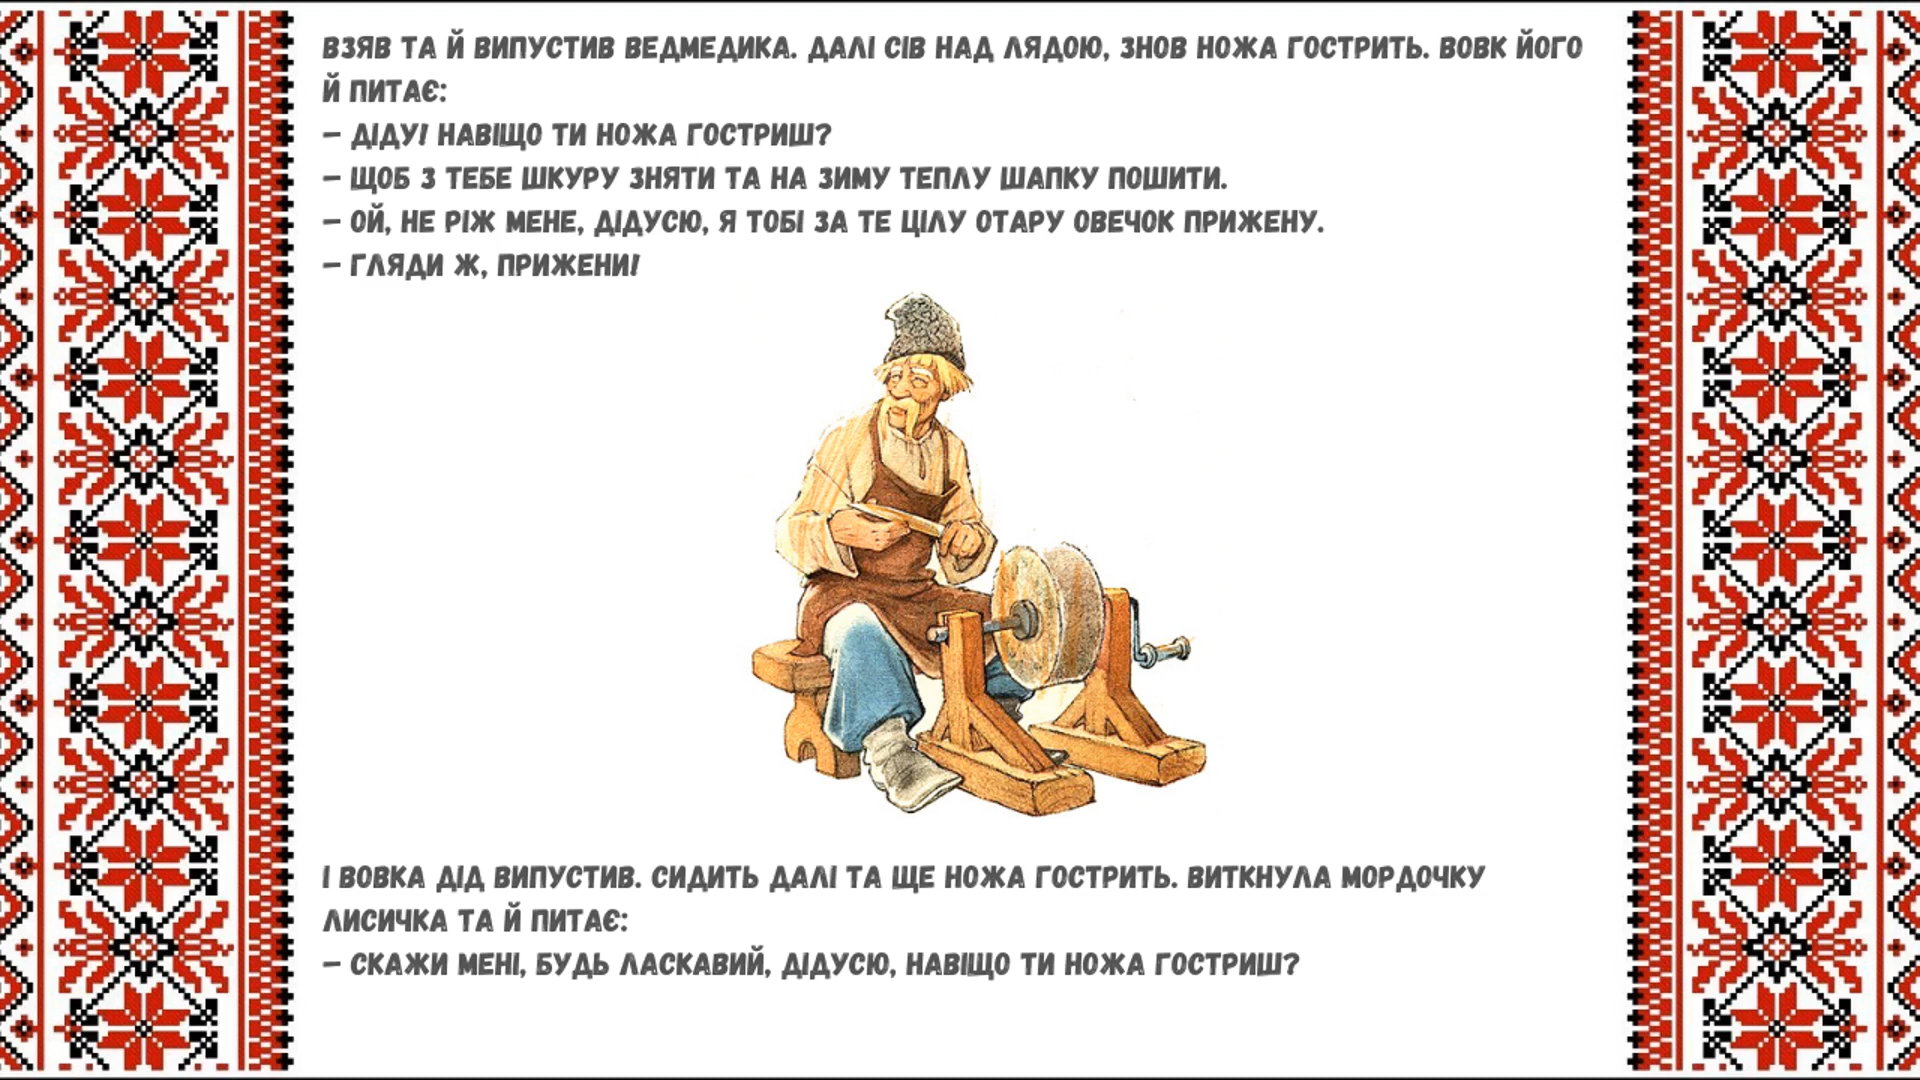 ВЗЯВ ТА Й ВИПУСТИВ ВЕДМЕДИКА. ДАЛІ СІВ НАД ЛЯДОЮ, ЗНОВ НОЖА ГОСТРИТЬ. ВОВК ЙОГО
Й ПИТАЄ:
– ДІДУ! НАВІЩО ТИ НОЖА ГОСТРИШ?
– ЩОБ З ТЕБЕ ШКУРУ ЗНЯТИ ТА НА ЗИМУ ТЕПЛУ ШАПКУ ПОШИТИ.
– ОЙ, НЕ РІЖ МЕНЕ, ДІДУСЮ, Я ТОБІ ЗА ТЕ ЦІЛУ ОТАРУ ОВЕЧОК ПРИЖЕНУ.
– ГЛЯДИ Ж, ПРИЖЕНИ!
І ВОВКА ДІД ВИПУСТИВ. СИДИТЬ ДАЛІ ТА ЩЕ НОЖА ГОСТРИТЬ. ВИТКНУЛА МОРДОЧКУ
ЛИСИЧКА ТА Й ПИТАЄ:
– СКАЖИ МЕНІ, БУДЬ ЛАСКАВИЙ, ДІДУСЮ, НАВІЩО ТИ НОЖА ГОСТРИШ?